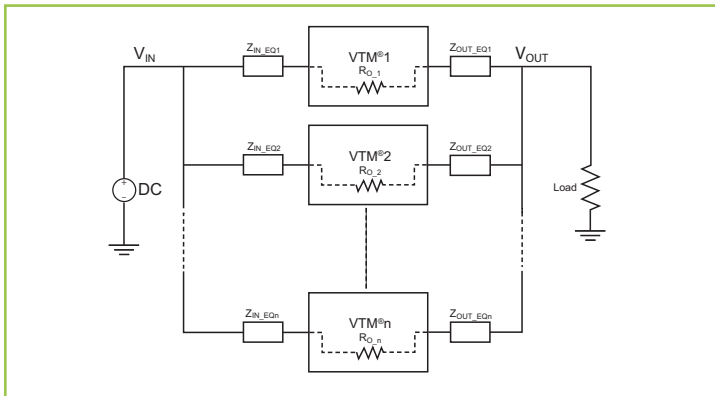 V_IN
Z_IN_EQ1
VTM®1
R_O_1
Z_OUT_EQ1
V_OUT
Z_IN_EQ2
VTM®2
R_O_2
Z_OUT_EQ2
+
−
DC
Load
Z_IN_EQn
VTM®n
R_O_n
Z_OUT_EQn